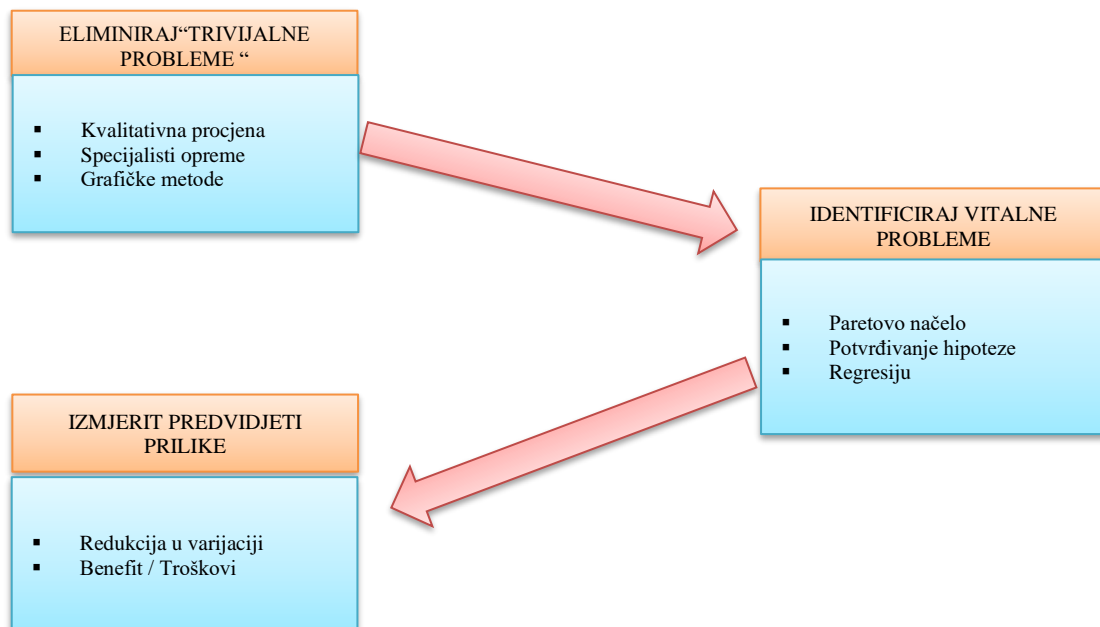 ELIMINIRAJ“TRIVIJALNE
PROBLEME “
▪ Kvalitativna procjena
▪ Specijalisti opreme
▪ Grafičke metode
IDENTIFICIRAJ VITALNE
PROBLEME
▪ Paretovo načelo
▪ Potvrđivanje hipoteze
▪ Regresiju
IZMJERIT PREDVIDJETI
PRILIKE
▪ Redukcija u varijaciji
▪ Benefit / Troškovi